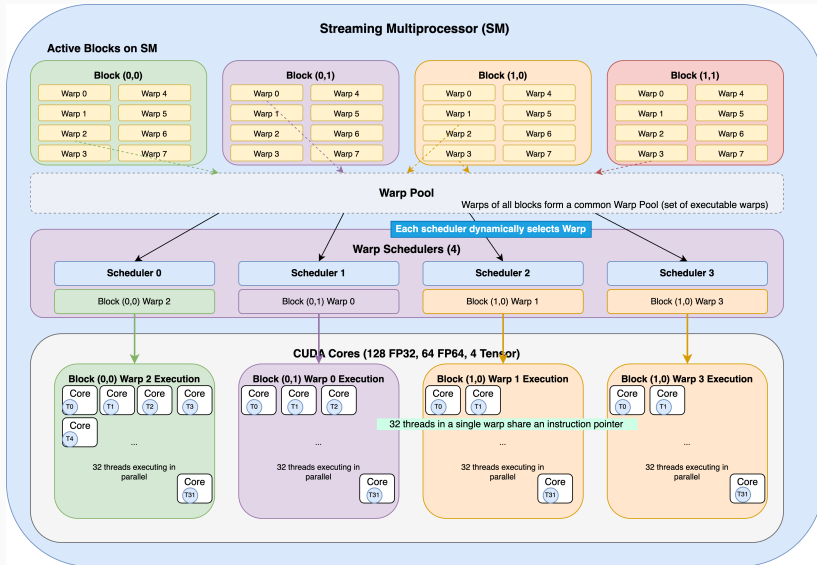 Streaming Multiprocessor (SM)
Active Blocks on SM
Block (0,0)
Warp 0
Warp 4
Warp 1
Warp 5
Warp 2
Warp 6
Warp 3
Warp 7
Block (0,1)
Warp 0
Warp 4
Warp 1
Warp 5
Warp 2
Warp 6
Warp 3
Warp 7
Block (1,0)
Warp 0
Warp 4
Warp 1
Warp 5
Warp 2
Warp 6
Warp 3
Warp 7
Block (1,1)
Warp 0
Warp 4
Warp 1
Warp 5
Warp 2
Warp 6
Warp 3
Warp 7
Warp Pool
Warps of all blocks form a common Warp Pool (set of executable warps)
Each scheduler dynamically selects Warp
Warp Schedulers (4)
Scheduler 0
Scheduler 1
Scheduler 2
Scheduler 3
Block (0,0) Warp 2
Block (0,1) Warp 0
Block (1,0) Warp 1
Block (1,0) Warp 3
CUDA Cores (128 FP32, 64 FP64, 4 Tensor)
Block (0,0) Warp 2 Execution
Core
T0
Core
T1
Core
T2
Core
T3
Core
T4
...
32 threads executing in
parallel
Core
T31
Block (0,1) Warp 0 Execution
Core
T0
Core
T1
Core
T2
...
32 threads executing in
parallel
Core
T31
Block (1,0) Warp 1 Execution
Core
T0
Core
T1
32 threads in a single warp share an instruction pointer
...
32 threads executing in
parallel
Core
T31
Block (1,0) Warp 3 Execution
Core
T0
Core
T1
...
32 threads executing in
parallel
Core
T31